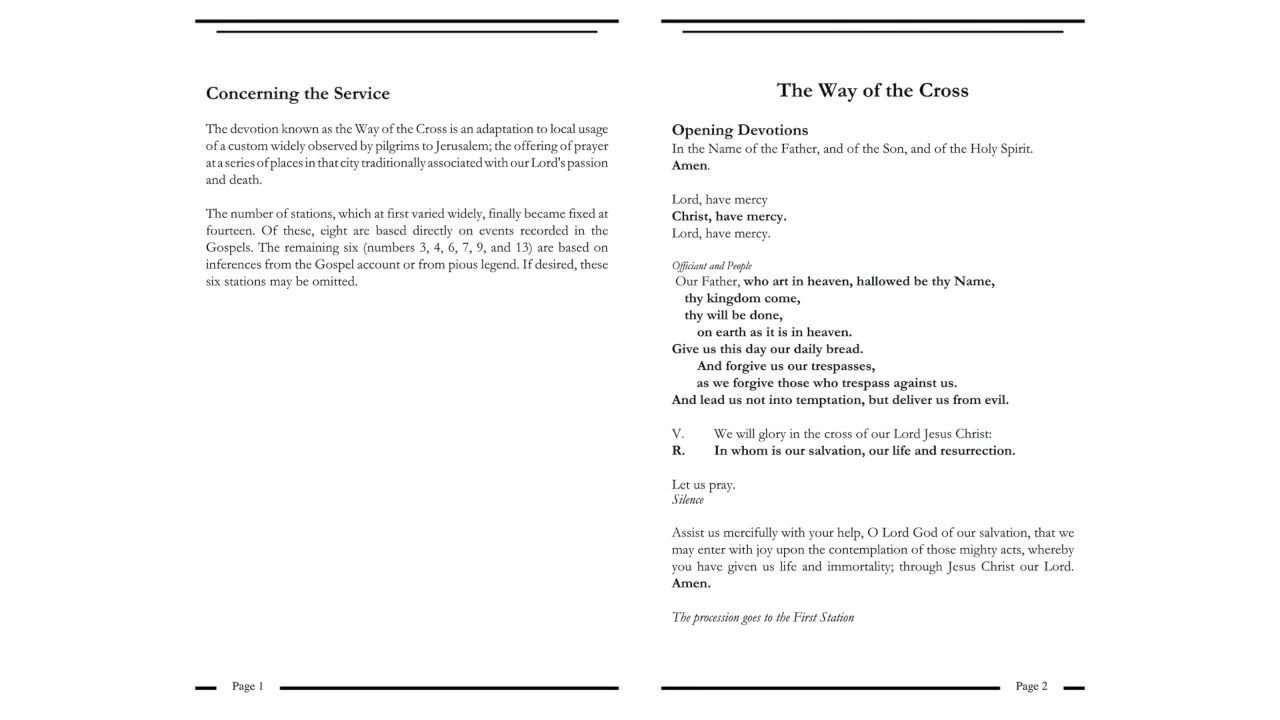 Concerning the Service
The devotion known as the Way of the Cross is an adaptation to local usage
of a custom widely observed by pilgrims to Jerusalem; the offering of prayer
at a series of places in that city traditionally associated with our Lord's passion
and death.
The number of stations, which at first varied widely, finally became fixed at
fourteen. Of these, eight are based directly on events recorded in the
Gospels. The remaining six (numbers 3, 4, 6, 7, 9, and 13) are based on
inferences from the Gospel account or from pious legend. If desired, these
six stations may be omitted.
Page 1
The Way of the Cross
Opening Devotions
In the Name of the Father, and of the Son, and of the Holy Spirit.
Amen.
Lord, have mercy
Christ, have mercy.
Lord, have mercy.
Officiant and People
Our Father, who art in heaven, hallowed be thy Name,
thy kingdom come,
thy will be done,
on earth as it is in heaven.
Give us this day our daily bread.
And forgive us our trespasses,
as we forgive those who trespass against us.
And lead us not into temptation, but deliver us from evil.
V. We will glory in the cross of our Lord Jesus Christ:
R. In whom is our salvation, our life and resurrection.
Let us pray.
Silence
Assist us mercifully with your help, O Lord God of our salvation, that we
may enter with joy upon the contemplation of those mighty acts, whereby
you have given us life and immortality; through Jesus Christ our Lord.
Amen.
The procession goes to the First Station
Page 2